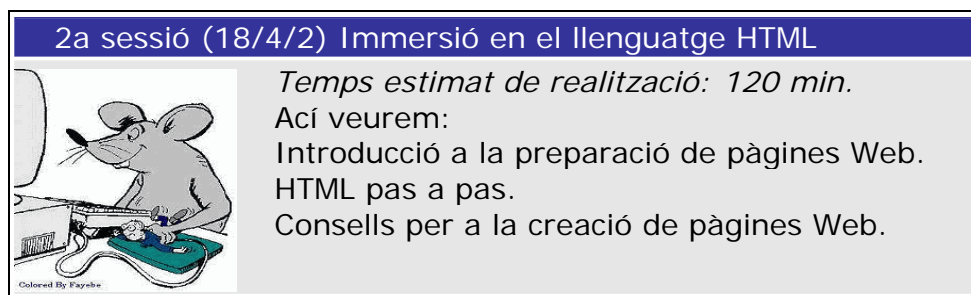 2a sessió (18/4/2) Immersió en el llenguatge HTML
Temps estimat de realització: 120 min.
Ací veurem:
Introducció a la preparació de pàgines Web.
HTML pas a pas.
Consells per a la creació de pàgines Web.
Colored By Fayebe